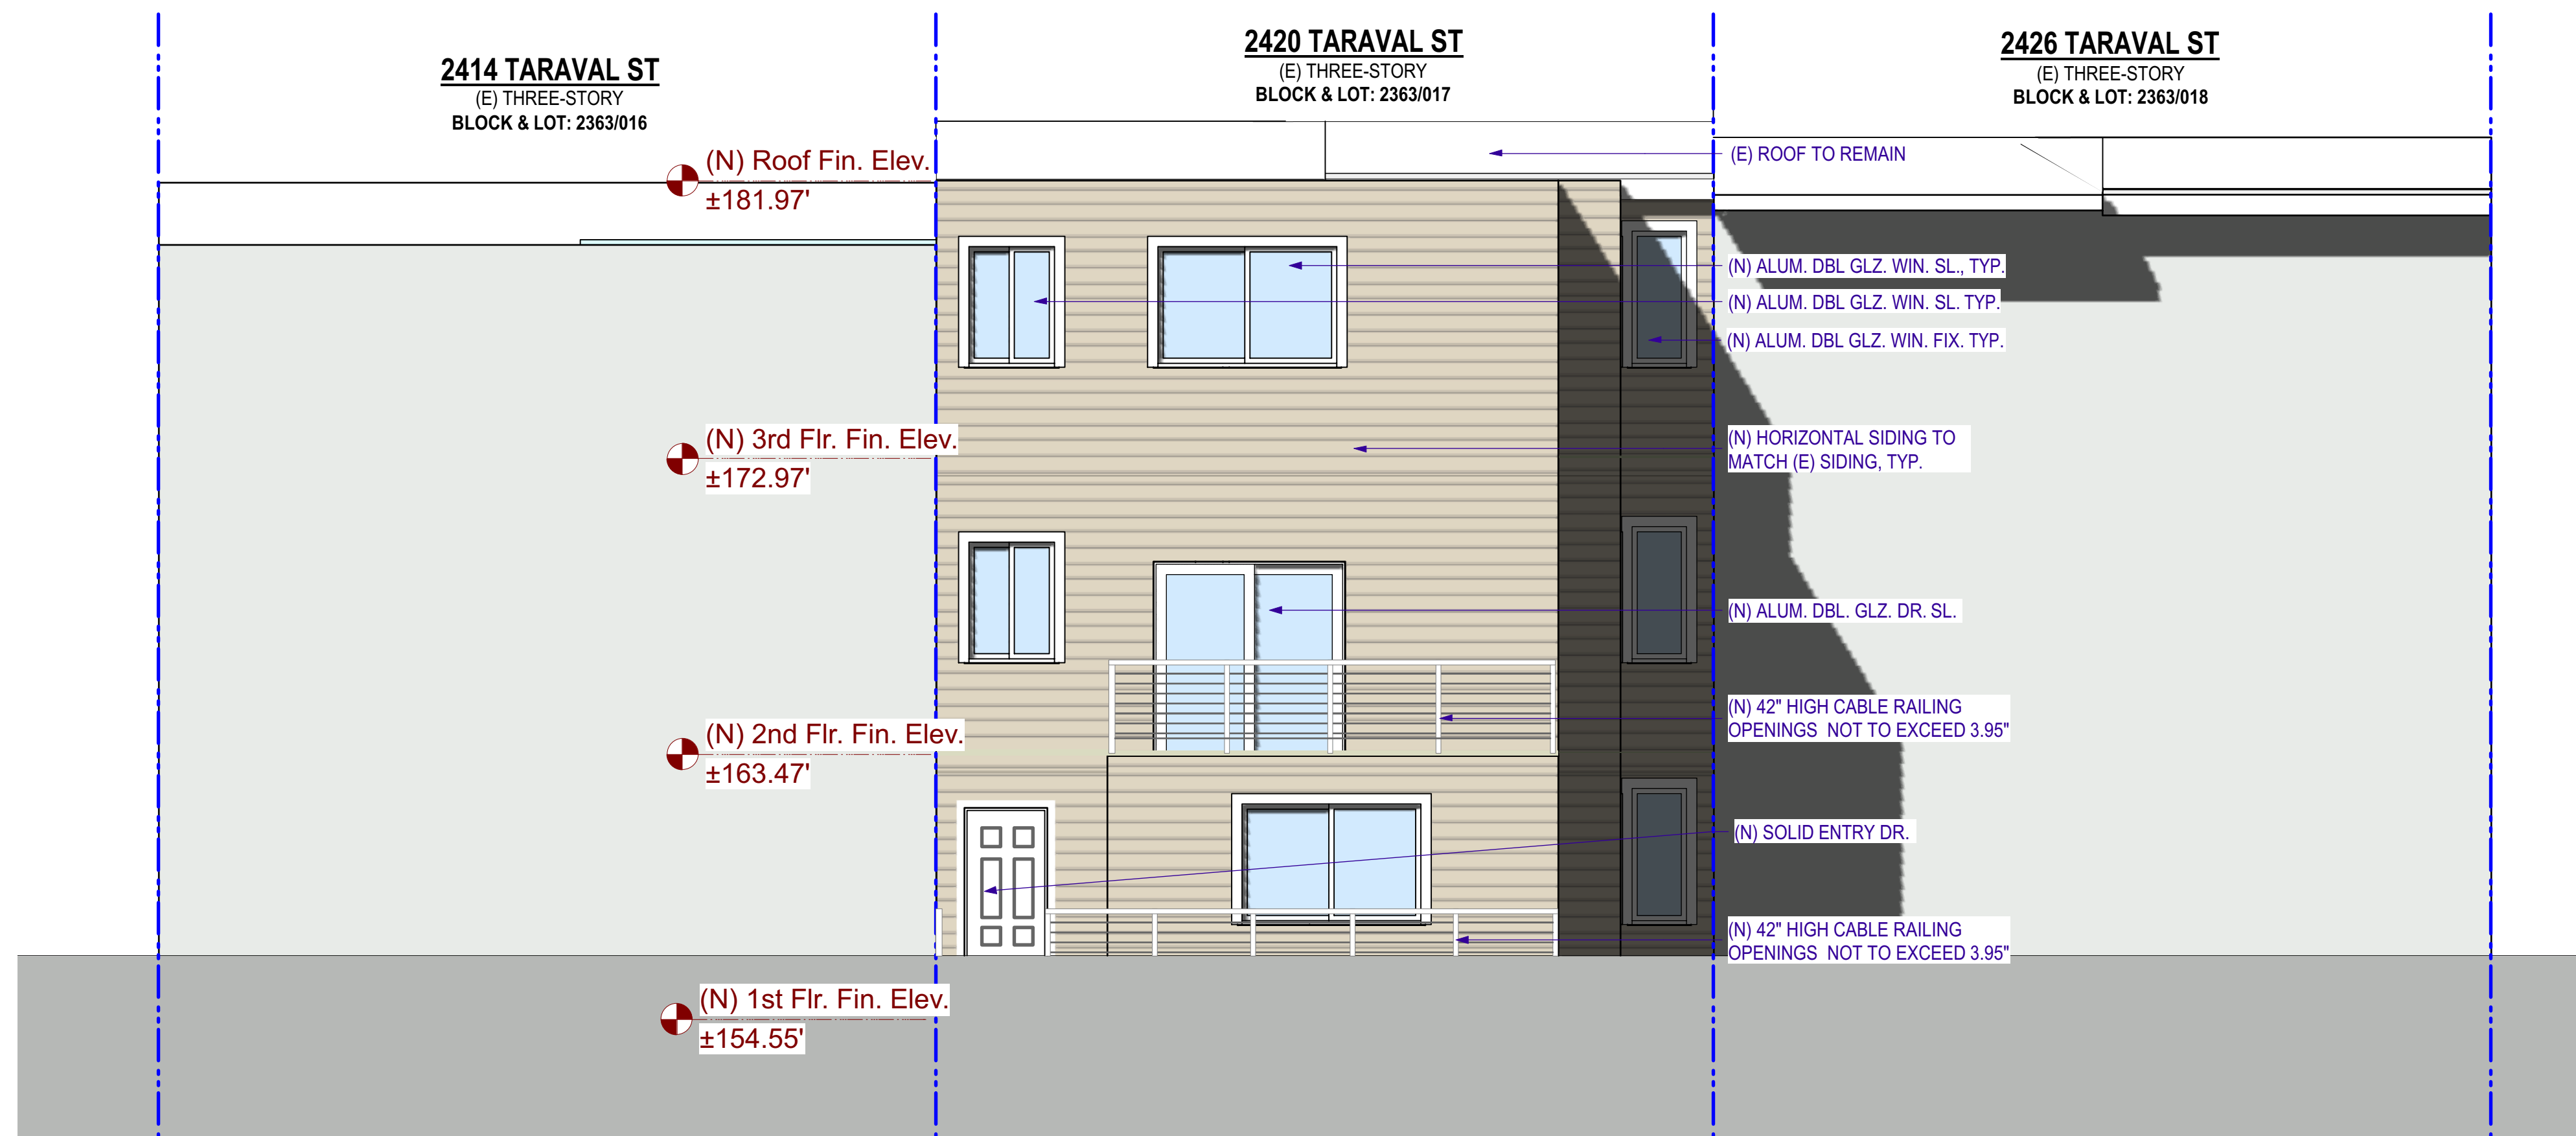 2414 TARAVAL ST
(E) THREE-STORY
BLOCK & LOT: 2363/016
2420 TARAVAL ST
(E) THREE-STORY
BLOCK & LOT: 2363/017
2426 TARAVAL ST
(E) THREE-STORY
BLOCK & LOT: 2363/018
(N) Roof Fin. Elev.
±181.97'
(N) 3rd Flr. Fin. Elev.
±172.97'
(N) 2nd Flr. Fin. Elev.
±163.47'
(N) 1st Flr. Fin. Elev.
±154.55'
(E) ROOF TO REMAIN
(N) ALUM. DBL GLZ. WIN. SL., TYP.
(N) ALUM. DBL GLZ. WIN. SL. TYP.
(N) ALUM. DBL GLZ. WIN. FIX. TYP.
(N) HORIZONTAL SIDING TO
MATCH (E) SIDING, TYP.
(N) ALUM. DBL. GLZ. DR. SL.
(N) 42" HIGH CABLE RAILING
OPENINGS NOT TO EXCEED 3.95"
(N) SOLID ENTRY DR.
(N) 42" HIGH CABLE RAILING
OPENINGS NOT TO EXCEED 3.95"